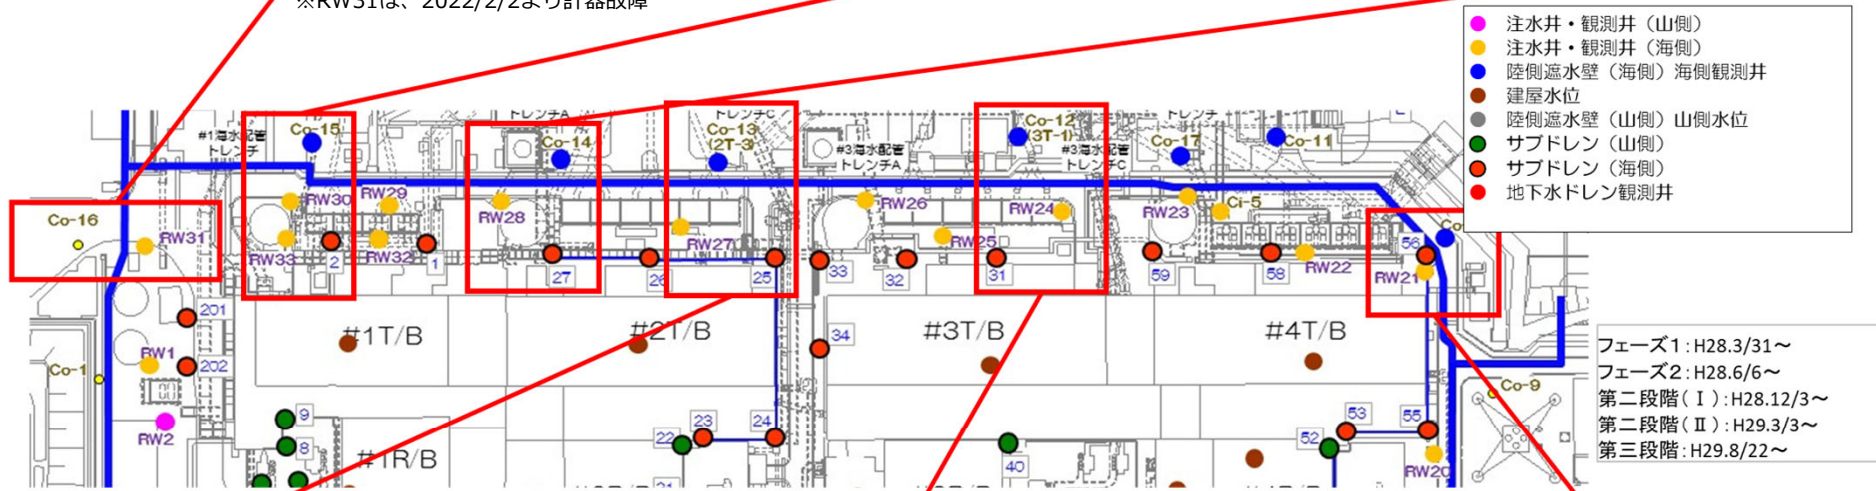 ※RW31は、2022/2/2より計器故障
注水井・観測井（山側）
注水井・観測井（海側）
陸側遮水壁（海側）海側観測井
建屋水位
陸側遮水壁（山側）山側水位
サブドレン（山側）
サブドレン（海側）
地下水ドレン観測井
トレンチA
トレンチC
#1海水配管
トレンチ
Co-15
Co-14
Co-13
(2T-3)
#3海水配管
トレンチA
Co-12
(3T-1)
#3海水配管
トレンチC
Co-17
Co-11
Co-16
RW31
RW30
RW29
RW28
RW33
2
RW32
1
27
26
RW27
25
33
RW26
32
RW25
RW24
31
RW23
Ci-5
59
58
RW22
56
RW21
Co
201
202
RW1
Co-1
RW2
#1T/B
#2T/B
34
#3T/B
#4T/B
Co-9
9
8
#1R/B
22
23
24
40
52
53
55
RW20
フェーズ1：H28.3/31～
フェーズ2：H28.6/6～
第二段階（Ⅰ）：H28.12/3～
第二段階（Ⅱ）：H29.3/3～
第三段階：H29.8/22～